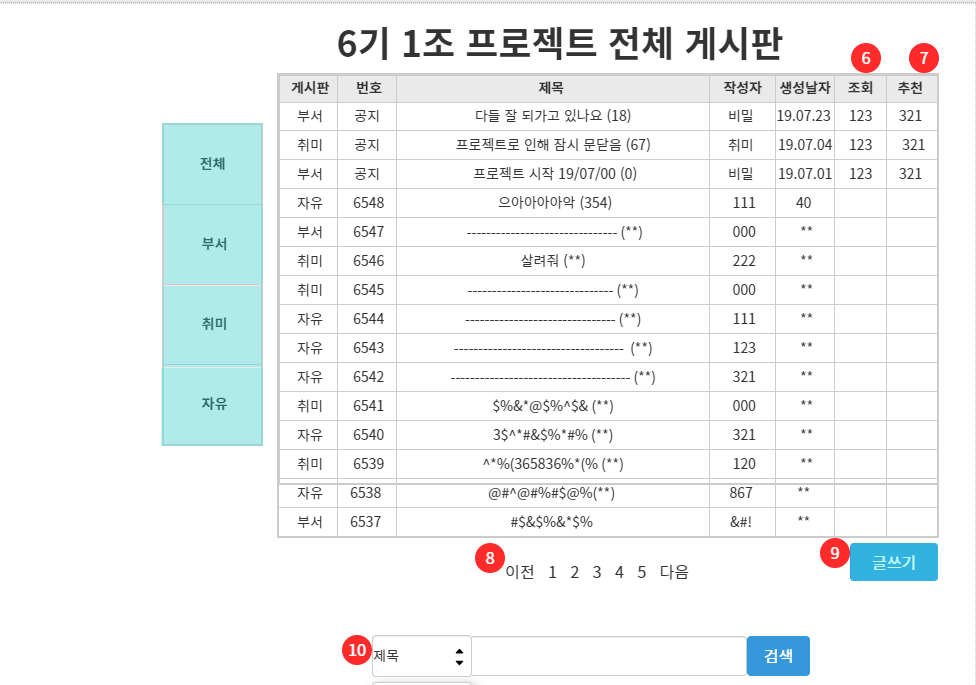 6기 1조 프로젝트 전체 게시판
6 7
게시판 번호 제목 작성자 생성날자 조회 추천
부서 공지 다들 잘 되가고 있나요 (18) 비밀 19.07.23 123 321
취미 공지 프로젝트로 인해 잠시 문닫음 (67) 취미 19.07.04 123 321
부서 공지 프로젝트 시작 19/07/00 (0) 비밀 19.07.01 123 321
자유 6548 으아아아아악 (354) 111 40
부서 6547 ------------------------------- (**) 000 **
취미 6546 살려줘 (**) 222 **
취미 6545 ------------------------------ (**) 000 **
자유 6544 ------------------------------- (**) 111 **
자유 6543 ----------------------------------- (**) 123 **
자유 6542 ------------------------------------- (**) 321 **
취미 6541 $%&*@$%^$& (**) 000 **
자유 6540 3$^*#&$%*#% (**) 321 **
취미 6539 ^*%(365836%*(% (**) 120 **
자유 6538 @#^@#%#$@%(**) 867 **
부서 6537 #$&$%&*$% &#! **
전체
부서
취미
자유
8 이전 1 2 3 4 5 다음
9 글쓰기
10 제목 검색